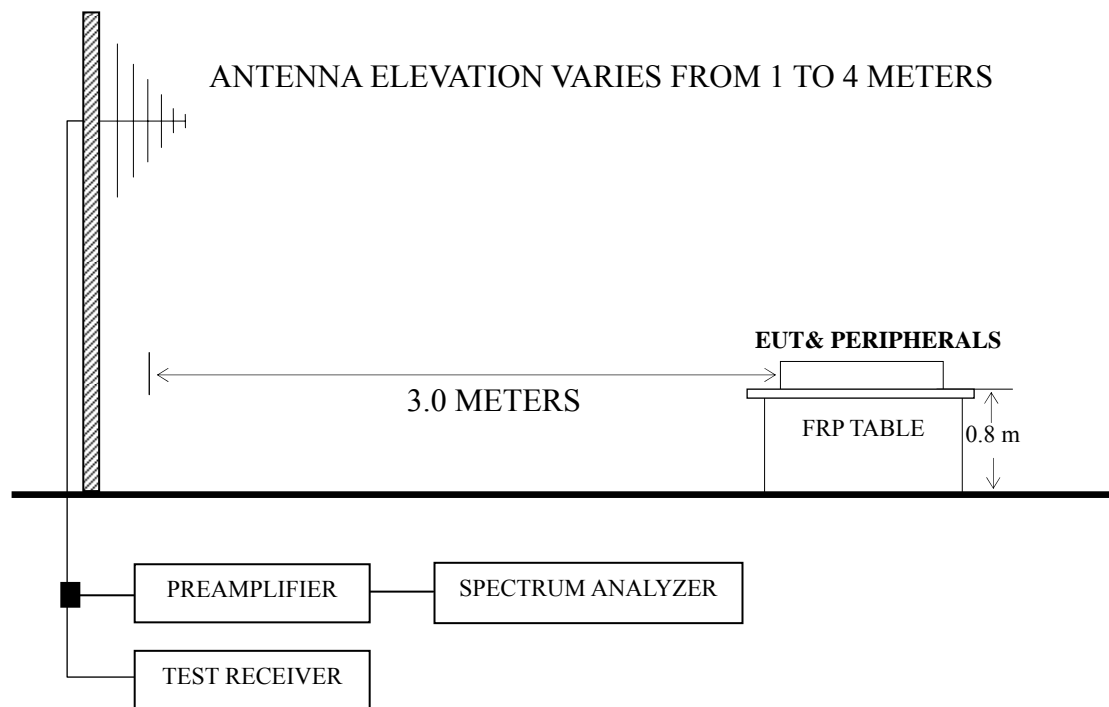 ANTENNA ELEVATION VARIES FROM 1 TO 4 METERS
EUT& PERIPHERALS
3.0 METERS
FRP TABLE
0.8 m
PREAMPLIFIER
SPECTRUM ANALYZER
TEST RECEIVER